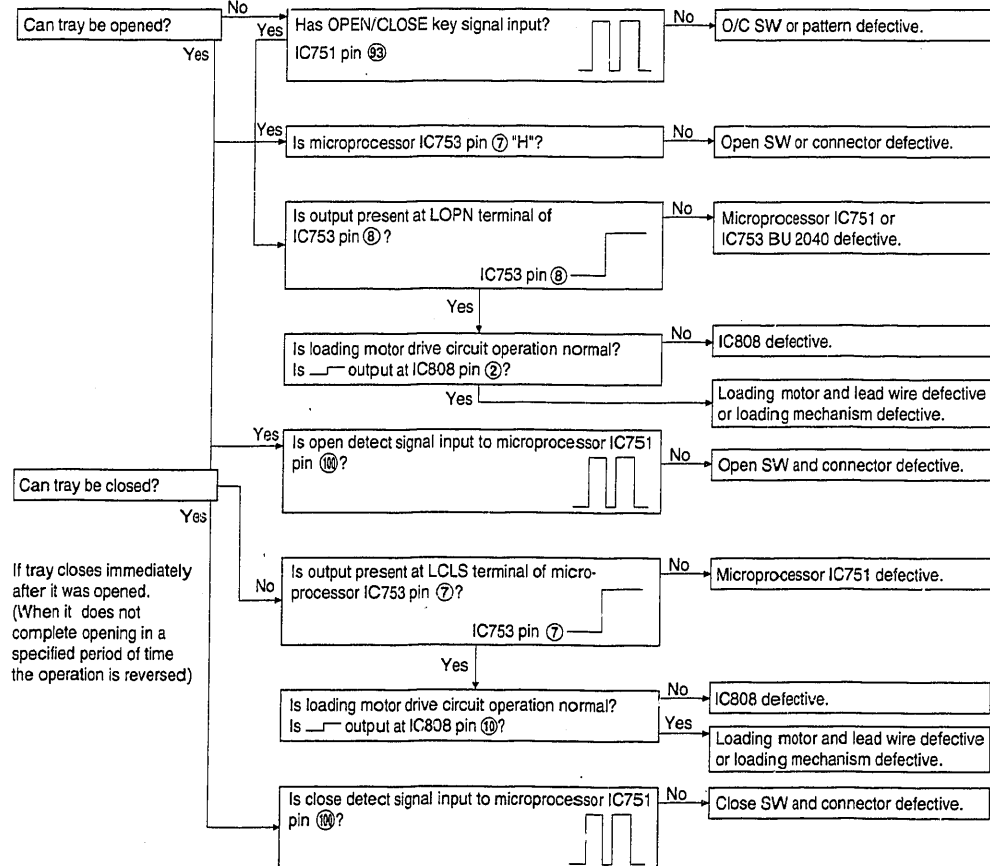 Can tray be opened?
No
Yes
Yes
Has OPEN/CLOSE key signal input?
IC751 pin 93
No
O/C SW or pattern defective.
Yes
Is microprocessor IC753 pin 7 "H"?
No
Open SW or connector defective.
Is output present at LOPN terminal of
IC753 pin 8?
IC753 pin 8
No
Microprocessor IC751 or
IC753 BU 2040 defective.
Yes
Is loading motor drive circuit operation normal?
Is output at IC808 pin 2?
No
IC808 defective.
Yes
Loading motor and lead wire defective
or loading mechanism defective.
Yes
Is open detect signal input to microprocessor IC751
pin 100?
No
Open SW and connector defective.
Can tray be closed?
Yes
No
If tray closes immediately
after it was opened.
(When it does not
complete opening in a
specified period of time
the operation is reversed)
Is output present at LCLS terminal of micro-
processor IC753 pin 7?
IC753 pin 7
No
Microprocessor IC751 defective.
Yes
Is loading motor drive circuit operation normal?
Is output at IC808 pin 10?
No
IC808 defective.
Yes
Loading motor and lead wire defective
or loading mechanism defective.
Is close detect signal input to microprocessor IC751
pin 100?
No
Close SW and connector defective.